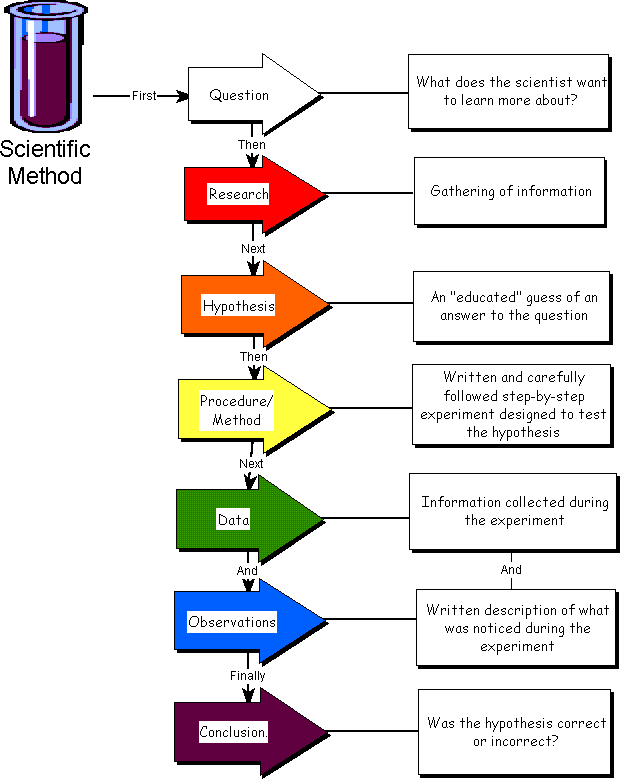 Scientific
Method
First
Question
What does the scientist want
to learn more about?
Then
Research
Gathering of information
Next
Hypothesis
An "educated" guess of an
answer to the question
Then
Procedure/
Method
Written and carefully
followed step-by-step
experiment designed to test
the hypothesis
Next
Data
Information collected during
the experiment
And
And
Observations
Written description of what
was noticed during the
experiment
Finally
Conclusion.
Was the hypothesis correct
or incorrect?